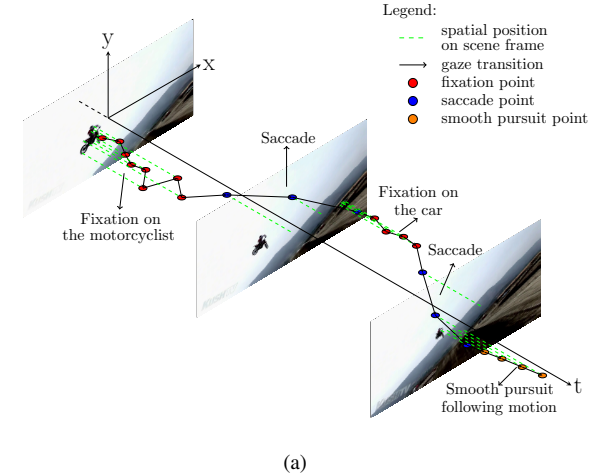 Legend:
spatial position
on scene frame
gaze transition
fixation point
saccade point
smooth pursuit point
y
x
Saccade
Fixation on
the motorcyclist
Fixation on
the car
Saccade
t
Smooth pursuit
following motion
(a)